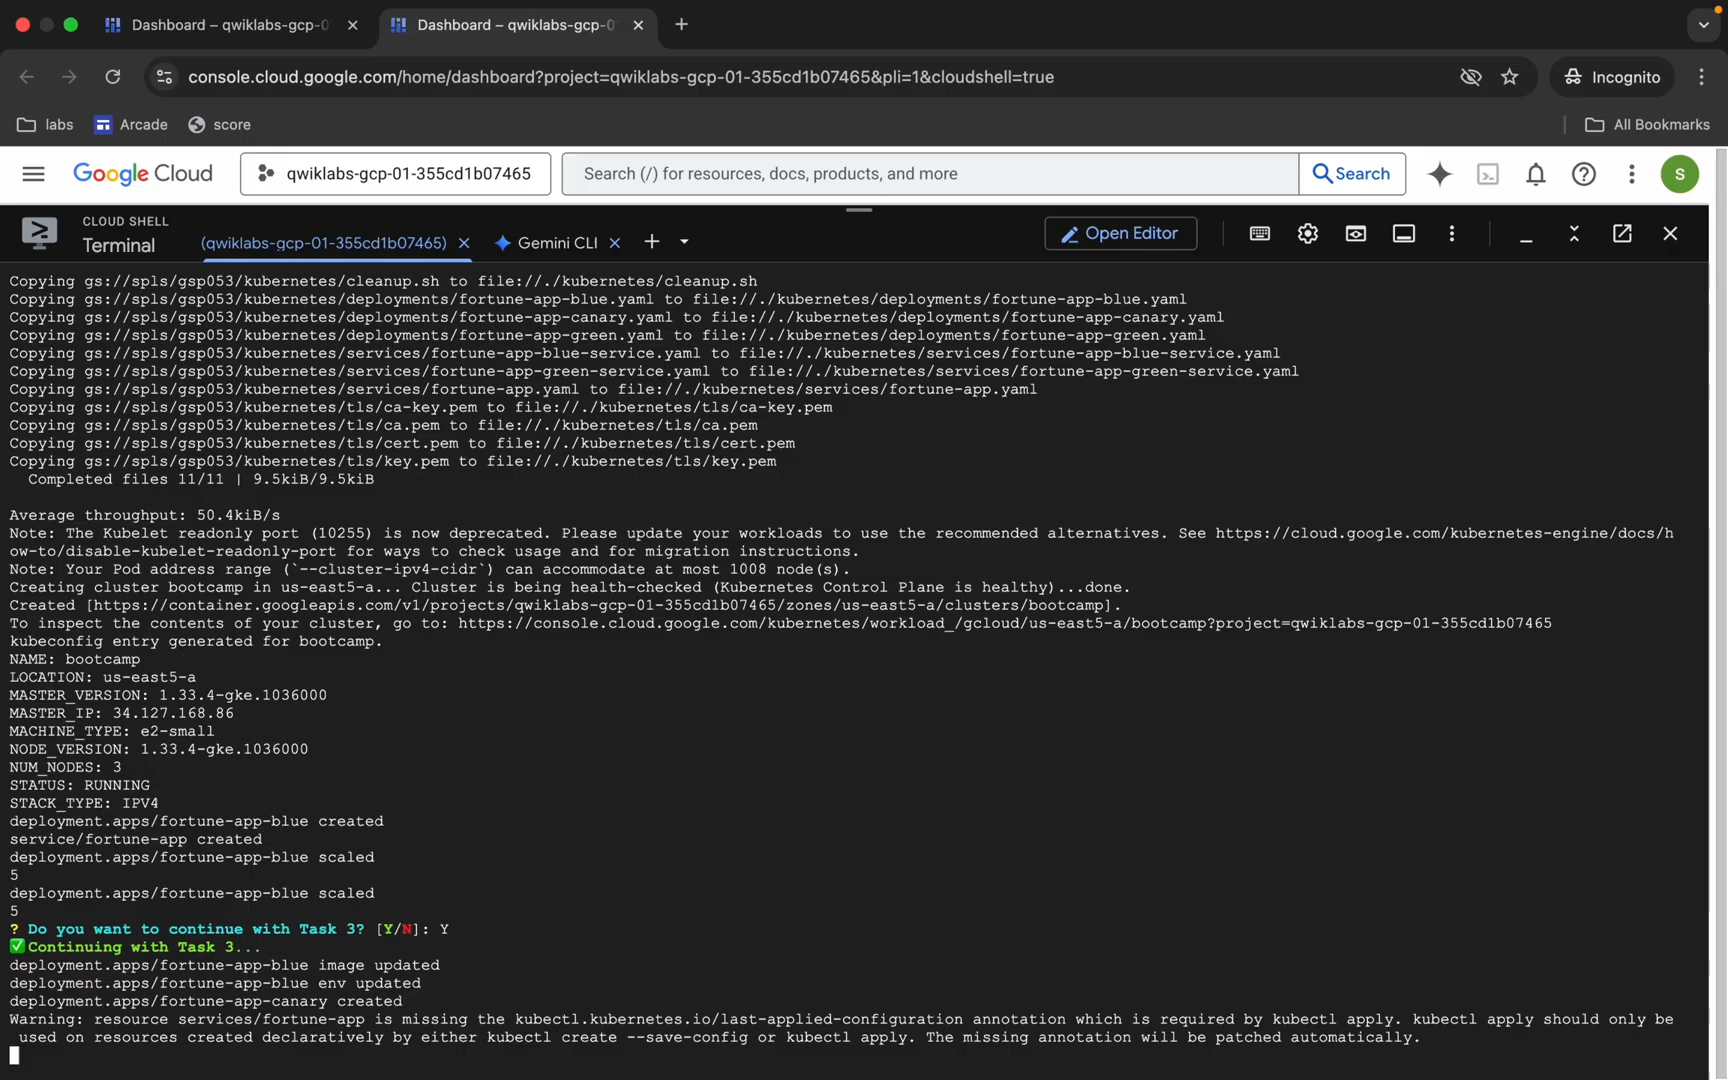 Dashboard – qwiklabs-gcp-0
Dashboard – qwiklabs-gcp-0
console.cloud.google.com/home/dashboard?project=qwiklabs-gcp-01-355cd1b07465&pli=1&cloudshell=true
Incognito
labs
Arcade
score
All Bookmarks
Google Cloud
qwiklabs-gcp-01-355cd1b07465
Search (/) for resources, docs, products, and more
Search
S
CLOUD SHELL
Terminal
(qwiklabs-gcp-01-355cd1b07465)
Gemini CLI
Open Editor
Copying gs://spls/gsp053/kubernetes/cleanup.sh to file://./kubernetes/cleanup.sh
Copying gs://spls/gsp053/kubernetes/deployments/fortune-app-blue.yaml to file://./kubernetes/deployments/fortune-app-blue.yaml
Copying gs://spls/gsp053/kubernetes/deployments/fortune-app-canary.yaml to file://./kubernetes/deployments/fortune-app-canary.yaml
Copying gs://spls/gsp053/kubernetes/deployments/fortune-app-green.yaml to file://./kubernetes/deployments/fortune-app-green.yaml
Copying gs://spls/gsp053/kubernetes/services/fortune-app-blue-service.yaml to file://./kubernetes/services/fortune-app-blue-service.yaml
Copying gs://spls/gsp053/kubernetes/services/fortune-app-green-service.yaml to file://./kubernetes/services/fortune-app-green-service.yaml
Copying gs://spls/gsp053/kubernetes/services/fortune-app.yaml to file://./kubernetes/services/fortune-app.yaml
Copying gs://spls/gsp053/kubernetes/tls/ca-key.pem to file://./kubernetes/tls/ca-key.pem
Copying gs://spls/gsp053/kubernetes/tls/ca.pem to file://./kubernetes/tls/ca.pem
Copying gs://spls/gsp053/kubernetes/tls/cert.pem to file://./kubernetes/tls/cert.pem
Copying gs://spls/gsp053/kubernetes/tls/key.pem to file://./kubernetes/tls/key.pem
Completed files 11/11 | 9.5kiB/9.5kiB
Average throughput: 50.4kiB/s
Note: The Kubelet readonly port (10255) is now deprecated. Please update your workloads to use the recommended alternatives. See https://cloud.google.com/kubernetes-engine/docs/h
ow-to/disable-kubelet-readonly-port for ways to check usage and for migration instructions.
Note: Your Pod address range (`--cluster-ipv4-cidr`) can accommodate at most 1008 node(s).
Creating cluster bootcamp in us-east5-a... Cluster is being health-checked (Kubernetes Control Plane is healthy)...done.
Created [https://container.googleapis.com/v1/projects/qwiklabs-gcp-01-355cd1b07465/zones/us-east5-a/clusters/bootcamp].
To inspect the contents of your cluster, go to: https://console.cloud.google.com/kubernetes/workload_/gcloud/us-east5-a/bootcamp?project=qwiklabs-gcp-01-355cd1b07465
kubeconfig entry generated for bootcamp.
NAME: bootcamp
LOCATION: us-east5-a
MASTER_VERSION: 1.33.4-gke.1036000
MASTER_IP: 34.127.168.86
MACHINE_TYPE: e2-small
NODE_VERSION: 1.33.4-gke.1036000
NUM_NODES: 3
STATUS: RUNNING
STACK_TYPE: IPV4
deployment.apps/fortune-app-blue created
service/fortune-app created
deployment.apps/fortune-app-blue scaled
5
deployment.apps/fortune-app-blue scaled
5
? Do you want to continue with Task 3? [Y/N]: Y
✅Continuing with Task 3...
deployment.apps/fortune-app-blue image updated
deployment.apps/fortune-app-blue env updated
deployment.apps/fortune-app-canary created
Warning: resource services/fortune-app is missing the kubectl.kubernetes.io/last-applied-configuration annotation which is required by kubectl apply. kubectl apply should only be
used on resources created declaratively by either kubectl create --save-config or kubectl apply. The missing annotation will be patched automatically.